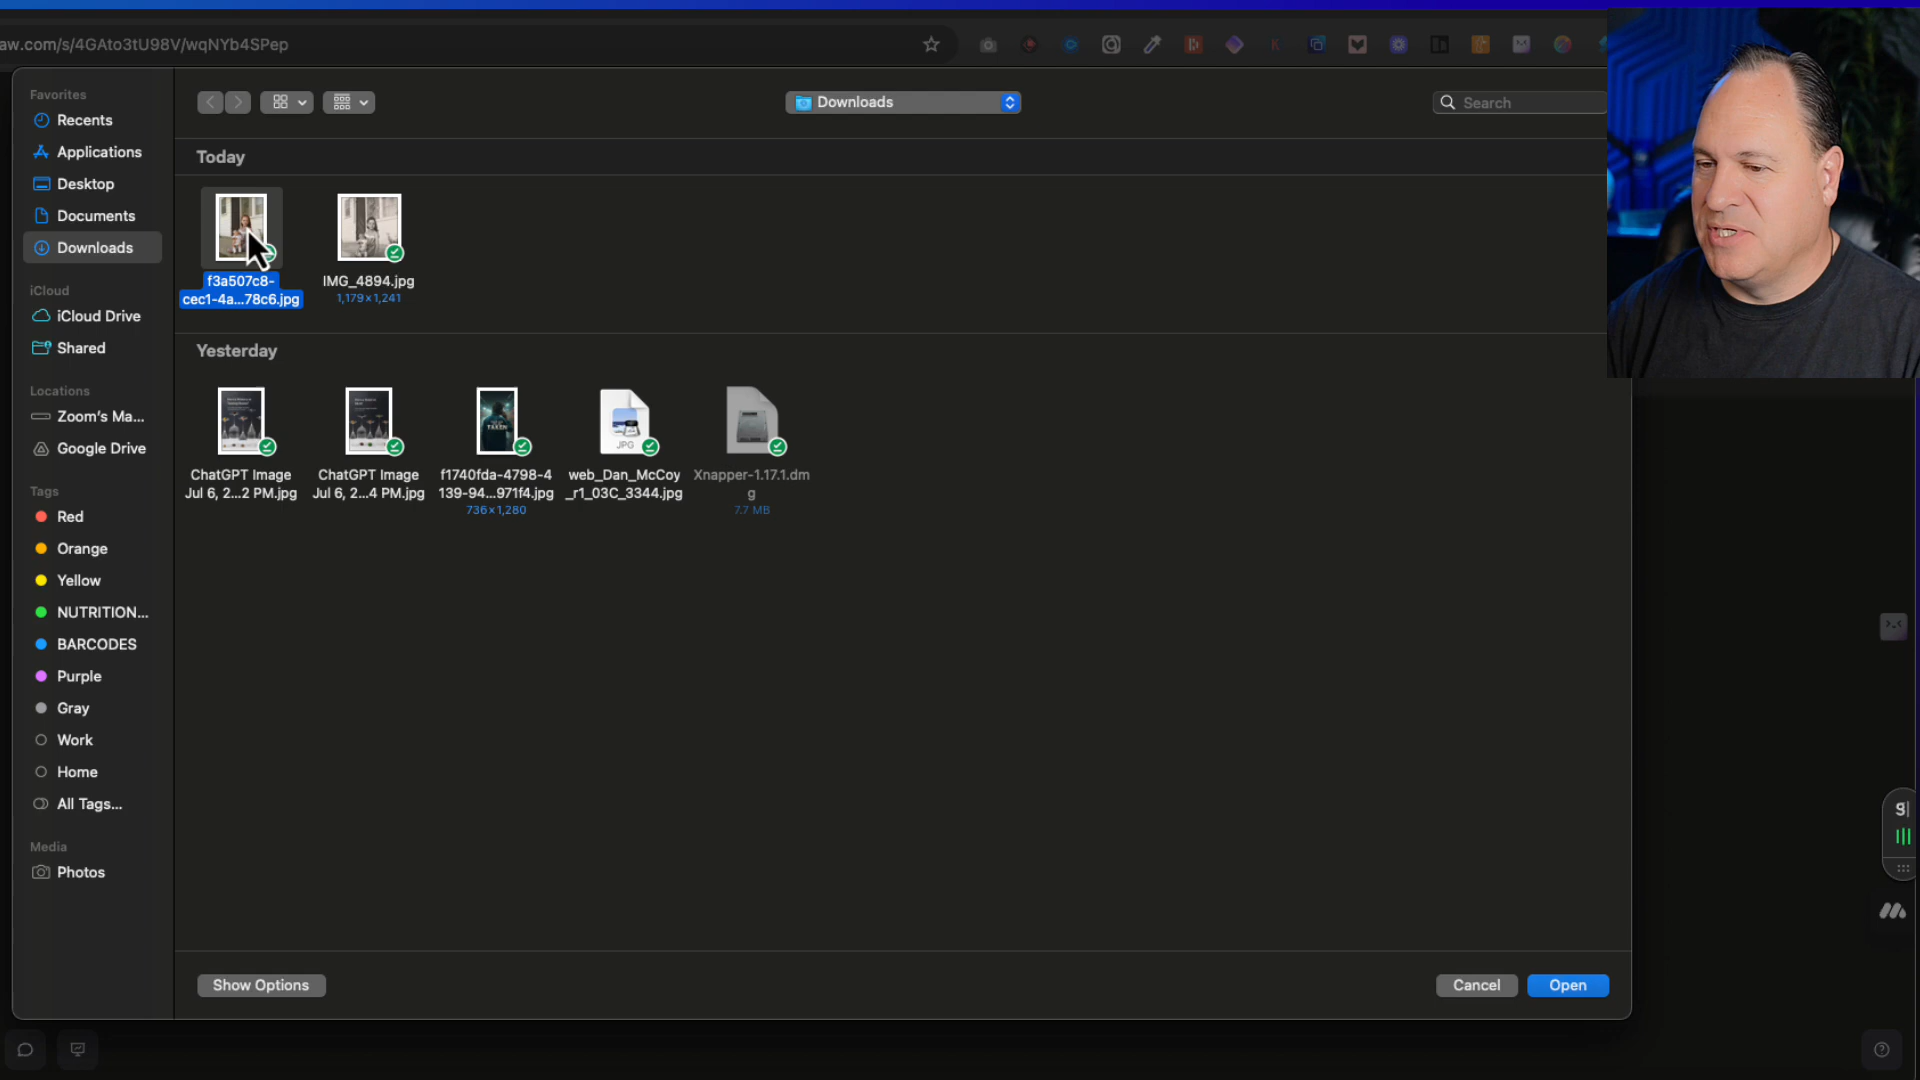 aw.com/s/4GAto3tU98V/wqNYb4SPep
Favorites
Recents
Applications
Desktop
Documents
Downloads
iCloud
iCloud Drive
Shared
Locations
Zoom's Ma...
Google Drive
Tags
Red
Orange
Yellow
NUTRITION...
BARCODES
Purple
Gray
Work
Home
All Tags...
Media
Photos
Downloads
Search
Today
f3a507c8-
cec1-4a...78c6.jpg
IMG_4894.jpg
1,179×1,241
Yesterday
ChatGPT Image
Jul 6, 2...2 PM.jpg
ChatGPT Image
Jul 6, 2...4 PM.jpg
TAKEN
f1740fda-4798-4
139-94...971f4.jpg
736×1,280
JPG
web_Dan_McCoy
_r1_03C_3344.jpg
Xnapper-1.17.1.dm
g
7.7 MB
Show Options
Cancel
Open
g|